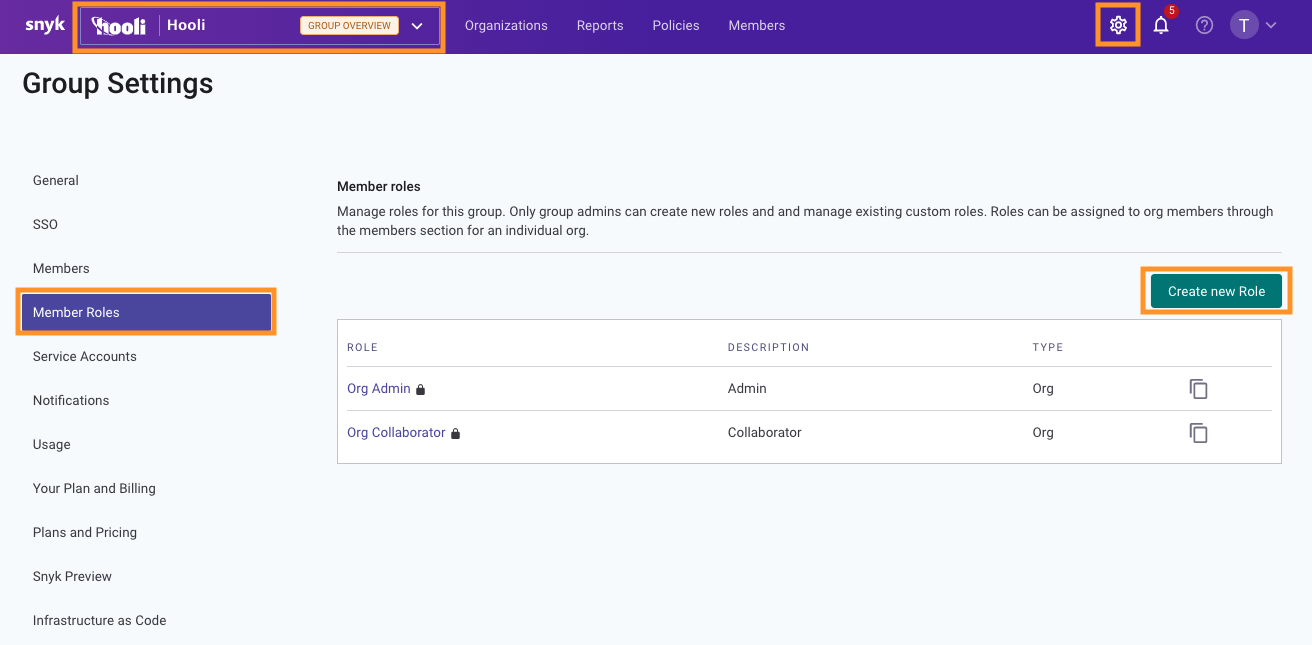 snyk hooli Hooli GROUP OVERVIEW Organizations Reports Policies Members 5 T
Group Settings
General
SSO
Members
Member Roles
Service Accounts
Notifications
Usage
Your Plan and Billing
Plans and Pricing
Snyk Preview
Infrastructure as Code
Member roles
Manage roles for this group. Only group admins can create new roles and and manage existing custom roles. Roles can be assigned to org members through
the members section for an individual org.
Create new Role
ROLE DESCRIPTION TYPE
Org Admin Admin Org
Org Collaborator Collaborator Org